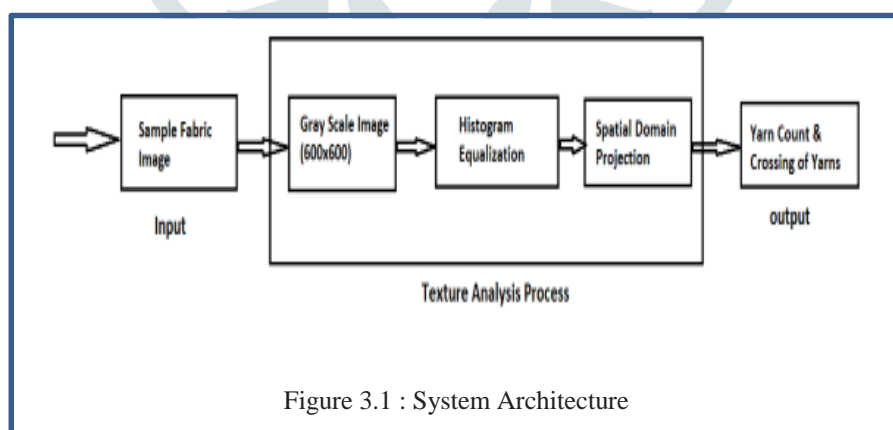 Sample Fabric
Image
Input
Gray Scale Image
(600x600)
Histogram
Equalization
Spatial Domain
Projection
Yarn Count &
Crossing of Yarns
output
Texture Analysis Process
Figure 3.1 : System Architecture